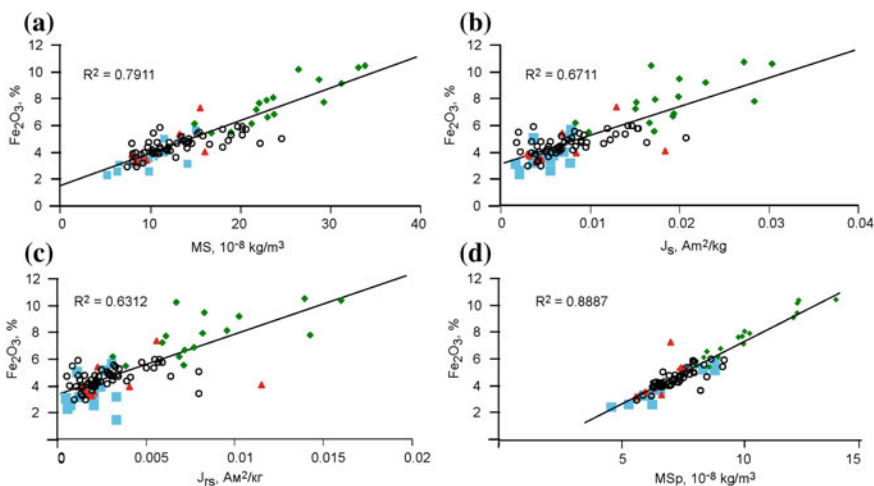 (a)
12
10
8
6
4
2
0
Fe₂O₃, %
R² = 0.7911
0 10 20 30 40
MS, 10⁻⁸ kg/m³
(b)
12
10
8
6
4
2
0
Fe₂O₃, %
R² = 0.6711
0 0.01 0.02 0.03 0.04
Jₛ, Am²/kg
(c)
12
10
8
6
4
2
Fe₂O₃, %
R² = 0.6312
0 0.005 0.01 0.015 0.02
Jᵣₛ, Aм²/кг
(d)
12
10
8
6
4
2
Fe₂O₃, %
R² = 0.8887
5 10 15
MSp, 10⁻⁸ kg/m³